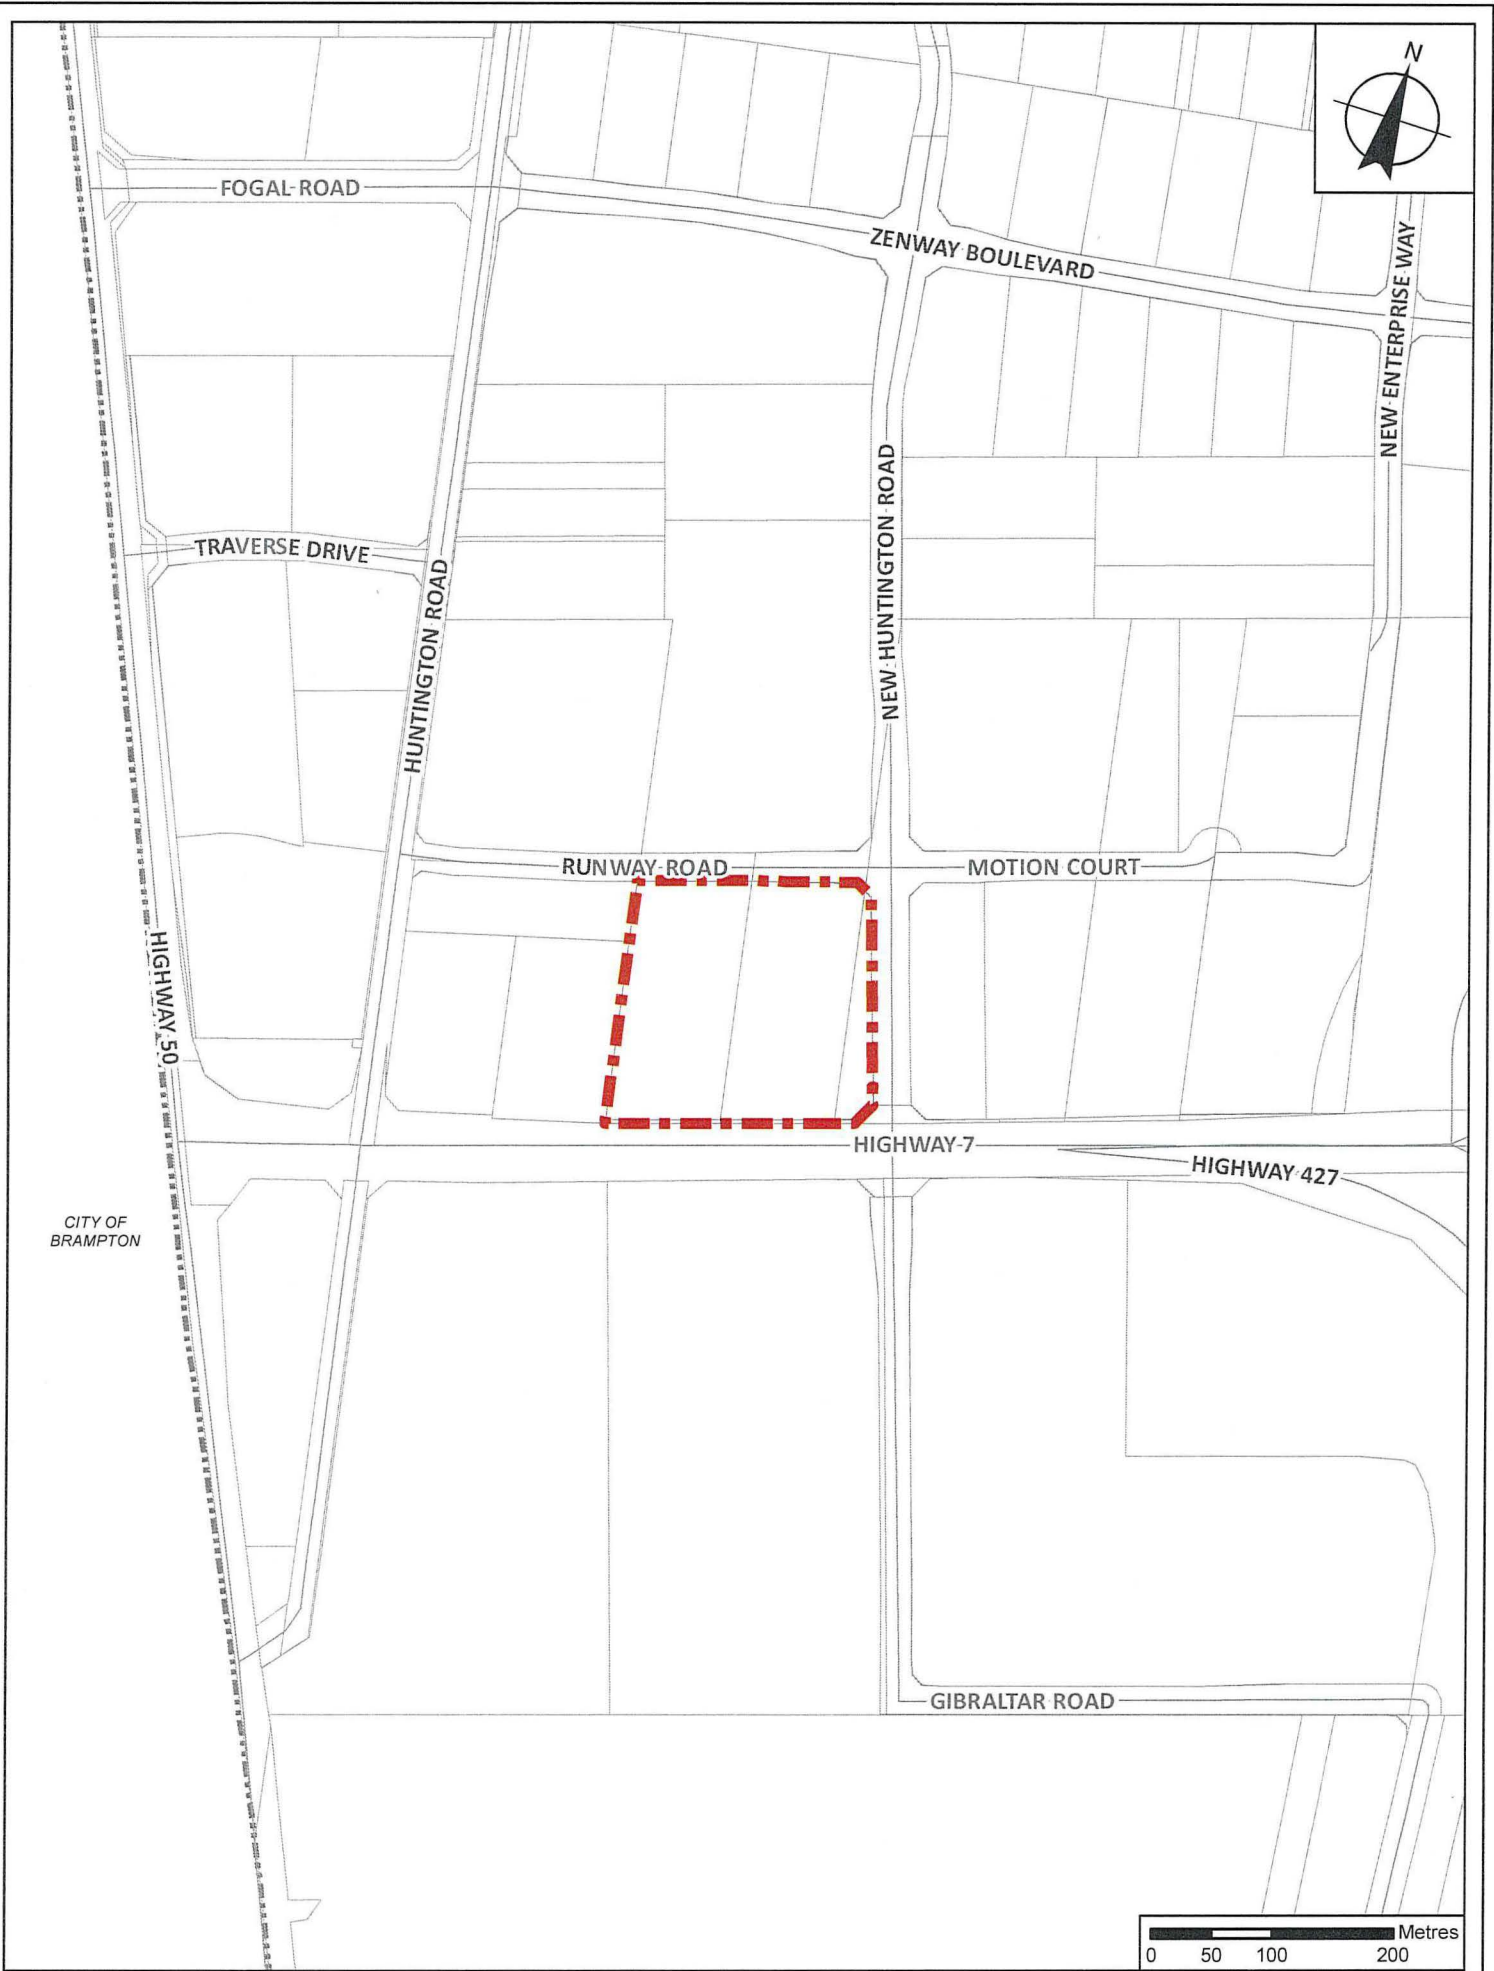 N
FOGAL ROAD
ZENWAY BOULEVARD
NEW ENTERPRISE WAY
NEW HUNTINGTON ROAD
TRAVERSE DRIVE
HUNTINGTON ROAD
RUNWAY ROAD
MOTION COURT
HIGHWAY 50
HIGHWAY 7
HIGHWAY 427
CITY OF
BRAMPTON
GIBRALTAR ROAD
Metres
0 50 100 200